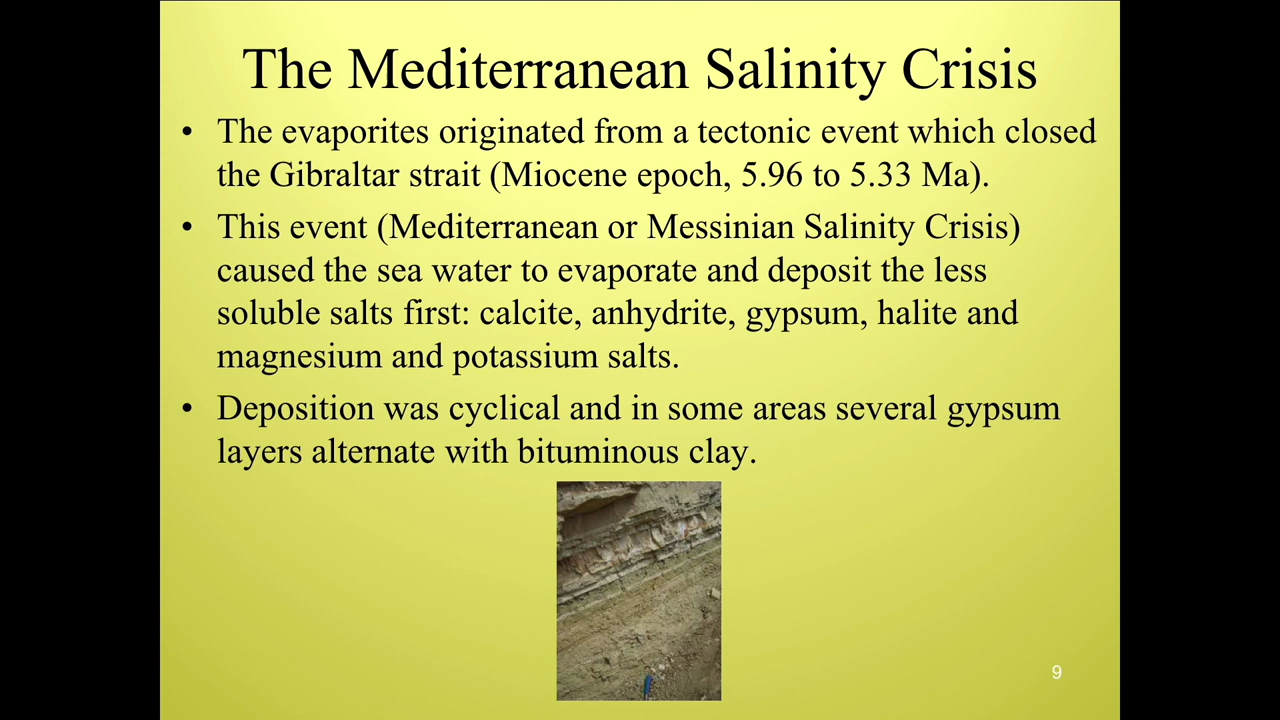 The Mediterranean Salinity Crisis
• The evaporites originated from a tectonic event which closed
the Gibraltar strait (Miocene epoch, 5.96 to 5.33 Ma).
• This event (Mediterranean or Messinian Salinity Crisis)
caused the sea water to evaporate and deposit the less
soluble salts first: calcite, anhydrite, gypsum, halite and
magnesium and potassium salts.
• Deposition was cyclical and in some areas several gypsum
layers alternate with bituminous clay.
9